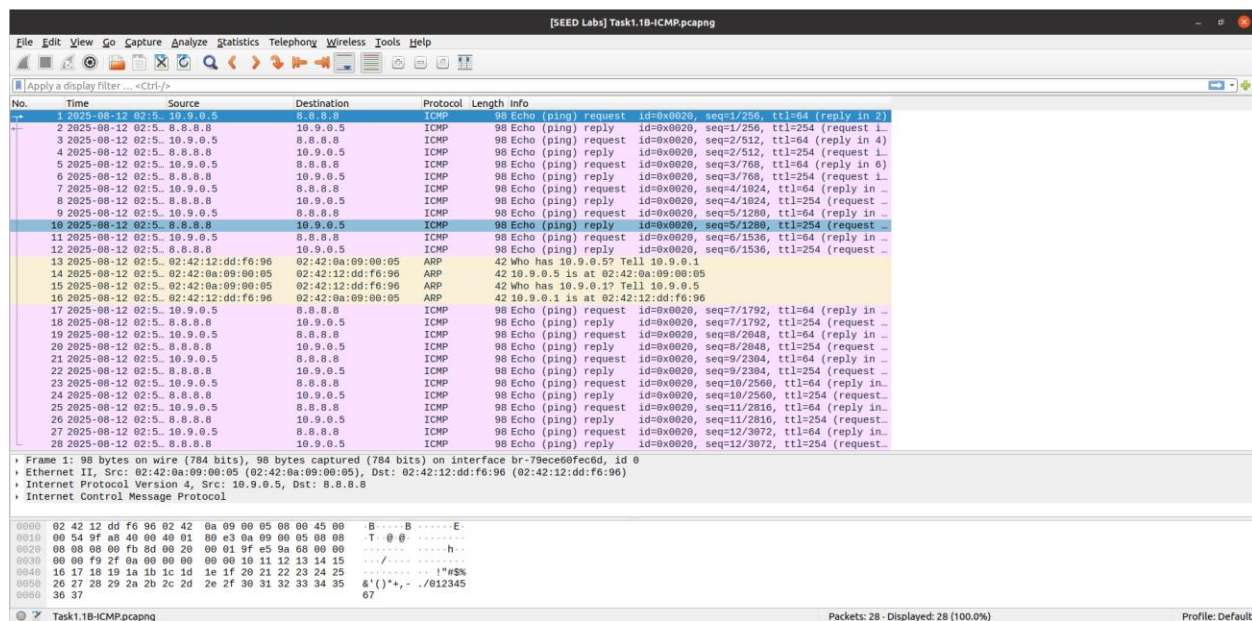 [SEED Labs] Task1.1B-ICMP.pcapng
File Edit View Go Capture Analyze Statistics Telephony Wireless Tools Help
Apply a display filter ... <Ctrl-/>
No. Time Source Destination Protocol Length Info
1 2025-08-12 02:5… 10.9.0.5 8.8.8.8 ICMP 98 Echo (ping) request id=0x0020, seq=1/256, ttl=64 (reply in 2)
2 2025-08-12 02:5… 8.8.8.8 10.9.0.5 ICMP 98 Echo (ping) reply id=0x0020, seq=1/256, ttl=254 (request i…
3 2025-08-12 02:5… 10.9.0.5 8.8.8.8 ICMP 98 Echo (ping) request id=0x0020, seq=2/512, ttl=64 (reply in 4)
4 2025-08-12 02:5… 8.8.8.8 10.9.0.5 ICMP 98 Echo (ping) reply id=0x0020, seq=2/512, ttl=254 (request i…
5 2025-08-12 02:5… 10.9.0.5 8.8.8.8 ICMP 98 Echo (ping) request id=0x0020, seq=3/768, ttl=64 (reply in 6)
6 2025-08-12 02:5… 8.8.8.8 10.9.0.5 ICMP 98 Echo (ping) reply id=0x0020, seq=3/768, ttl=254 (request i…
7 2025-08-12 02:5… 10.9.0.5 8.8.8.8 ICMP 98 Echo (ping) request id=0x0020, seq=4/1024, ttl=64 (reply in …
8 2025-08-12 02:5… 8.8.8.8 10.9.0.5 ICMP 98 Echo (ping) reply id=0x0020, seq=4/1024, ttl=254 (request …
9 2025-08-12 02:5… 10.9.0.5 8.8.8.8 ICMP 98 Echo (ping) request id=0x0020, seq=5/1280, ttl=64 (reply in …
10 2025-08-12 02:5… 8.8.8.8 10.9.0.5 ICMP 98 Echo (ping) reply id=0x0020, seq=5/1280, ttl=254 (request …
11 2025-08-12 02:5… 10.9.0.5 8.8.8.8 ICMP 98 Echo (ping) request id=0x0020, seq=6/1536, ttl=64 (reply in …
12 2025-08-12 02:5… 8.8.8.8 10.9.0.5 ICMP 98 Echo (ping) reply id=0x0020, seq=6/1536, ttl=254 (request …
13 2025-08-12 02:5… 02:42:12:dd:f6:96 02:42:0a:09:00:05 ARP 42 Who has 10.9.0.5? Tell 10.9.0.1
14 2025-08-12 02:5… 02:42:0a:09:00:05 02:42:12:dd:f6:96 ARP 42 10.9.0.5 is at 02:42:0a:09:00:05
15 2025-08-12 02:5… 02:42:0a:09:00:05 02:42:12:dd:f6:96 ARP 42 Who has 10.9.0.1? Tell 10.9.0.5
16 2025-08-12 02:5… 02:42:12:dd:f6:96 02:42:0a:09:00:05 ARP 42 10.9.0.1 is at 02:42:12:dd:f6:96
17 2025-08-12 02:5… 10.9.0.5 8.8.8.8 ICMP 98 Echo (ping) request id=0x0020, seq=7/1792, ttl=64 (reply in …
18 2025-08-12 02:5… 8.8.8.8 10.9.0.5 ICMP 98 Echo (ping) reply id=0x0020, seq=7/1792, ttl=254 (request …
19 2025-08-12 02:5… 10.9.0.5 8.8.8.8 ICMP 98 Echo (ping) request id=0x0020, seq=8/2048, ttl=64 (reply in …
20 2025-08-12 02:5… 8.8.8.8 10.9.0.5 ICMP 98 Echo (ping) reply id=0x0020, seq=8/2048, ttl=254 (request …
21 2025-08-12 02:5… 10.9.0.5 8.8.8.8 ICMP 98 Echo (ping) request id=0x0020, seq=9/2304, ttl=64 (reply in …
22 2025-08-12 02:5… 8.8.8.8 10.9.0.5 ICMP 98 Echo (ping) reply id=0x0020, seq=9/2304, ttl=254 (request …
23 2025-08-12 02:5… 10.9.0.5 8.8.8.8 ICMP 98 Echo (ping) request id=0x0020, seq=10/2560, ttl=64 (reply in…
24 2025-08-12 02:5… 8.8.8.8 10.9.0.5 ICMP 98 Echo (ping) reply id=0x0020, seq=10/2560, ttl=254 (request…
25 2025-08-12 02:5… 10.9.0.5 8.8.8.8 ICMP 98 Echo (ping) request id=0x0020, seq=11/2816, ttl=64 (reply in…
26 2025-08-12 02:5… 8.8.8.8 10.9.0.5 ICMP 98 Echo (ping) reply id=0x0020, seq=11/2816, ttl=254 (request…
27 2025-08-12 02:5… 10.9.0.5 8.8.8.8 ICMP 98 Echo (ping) request id=0x0020, seq=12/3072, ttl=64 (reply in…
28 2025-08-12 02:5… 8.8.8.8 10.9.0.5 ICMP 98 Echo (ping) reply id=0x0020, seq=12/3072, ttl=254 (request…
Frame 1: 98 bytes on wire (784 bits), 98 bytes captured (784 bits) on interface br-79ece60fec6d, id 0
Ethernet II, Src: 02:42:0a:09:00:05 (02:42:0a:09:00:05), Dst: 02:42:12:dd:f6:96 (02:42:12:dd:f6:96)
Internet Protocol Version 4, Src: 10.9.0.5, Dst: 8.8.8.8
Internet Control Message Protocol
0000 02 42 12 dd f6 96 02 42 0a 09 00 05 08 00 45 00 ·B·····B ······E·
0010 00 54 9f a8 40 00 40 01 80 e3 0a 09 00 05 08 08 ·T··@·@· ········
0020 08 08 08 00 fb 8d 00 20 00 01 9f e5 9a 68 00 00 ······· ·····h··
0030 00 00 f9 2f 0a 00 00 00 00 00 10 11 12 13 14 15 ···/···· ········
0040 16 17 18 19 1a 1b 1c 1d 1e 1f 20 21 22 23 24 25 ········ ·· !"#$%
0050 26 27 28 29 2a 2b 2c 2d 2e 2f 30 31 32 33 34 35 &'()*+,- ./012345
0060 36 37 67
Task1.1B-ICMP.pcapng Packets: 28 · Displayed: 28 (100.0%) Profile: Default